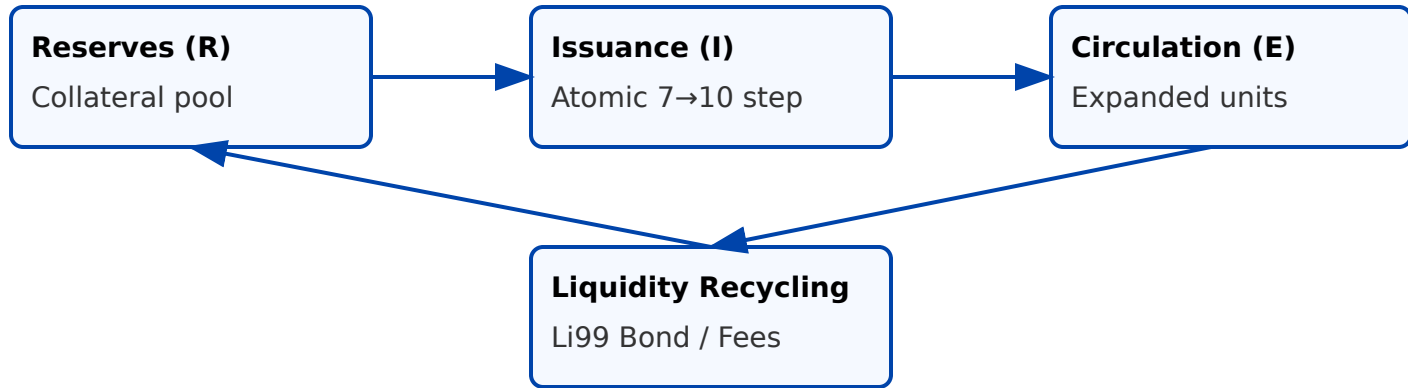 Reserves (R)
Collateral pool
Issuance (I)
Atomic 7→10 step
Circulation (E)
Expanded units
Liquidity Recycling
Li99 Bond / Fees